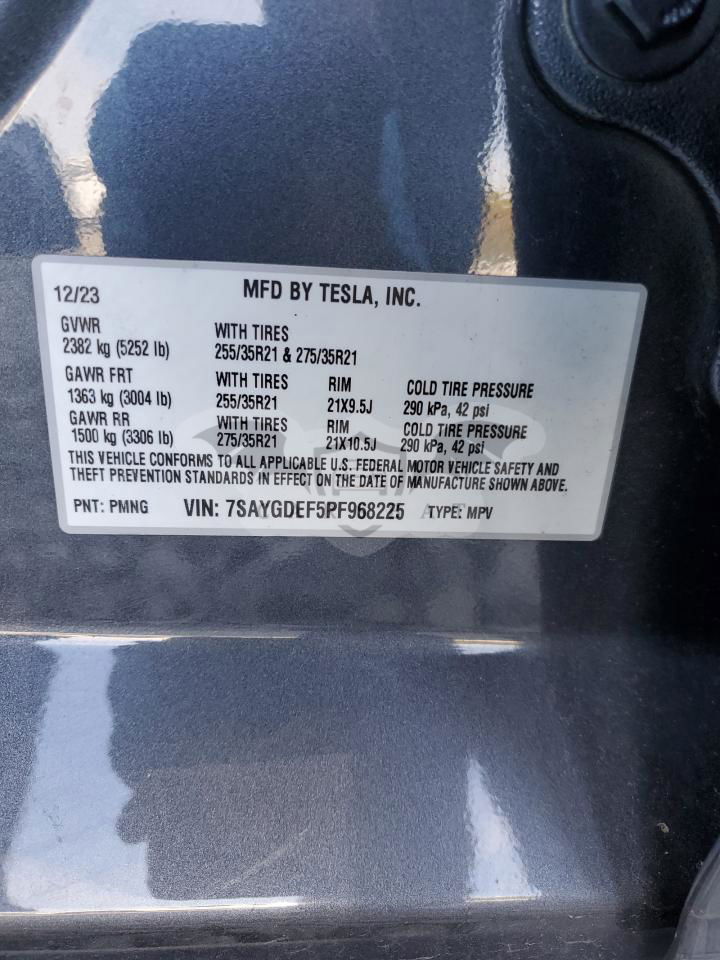 12/23 MFD BY TESLA, INC.
GVWR WITH TIRES
2382 kg (5252 lb) 255/35R21 & 275/35R21
GAWR FRT WITH TIRES RIM COLD TIRE PRESSURE
1363 kg (3004 lb) 255/35R21 21X9.5J 290 kPa, 42 psi
GAWR RR WITH TIRES RIM COLD TIRE PRESSURE
1500 kg (3306 lb) 275/35R21 21X10.5J 290 kPa, 42 psi
THIS VEHICLE CONFORMS TO ALL APPLICABLE U.S. FEDERAL MOTOR VEHICLE SAFETY AND
THEFT PREVENTION STANDARDS IN EFFECT ON THE DATE OF MANUFACTURE SHOWN ABOVE.
PNT: PMNG VIN: 7SAYGDEF5PF968225 TYPE: MPV